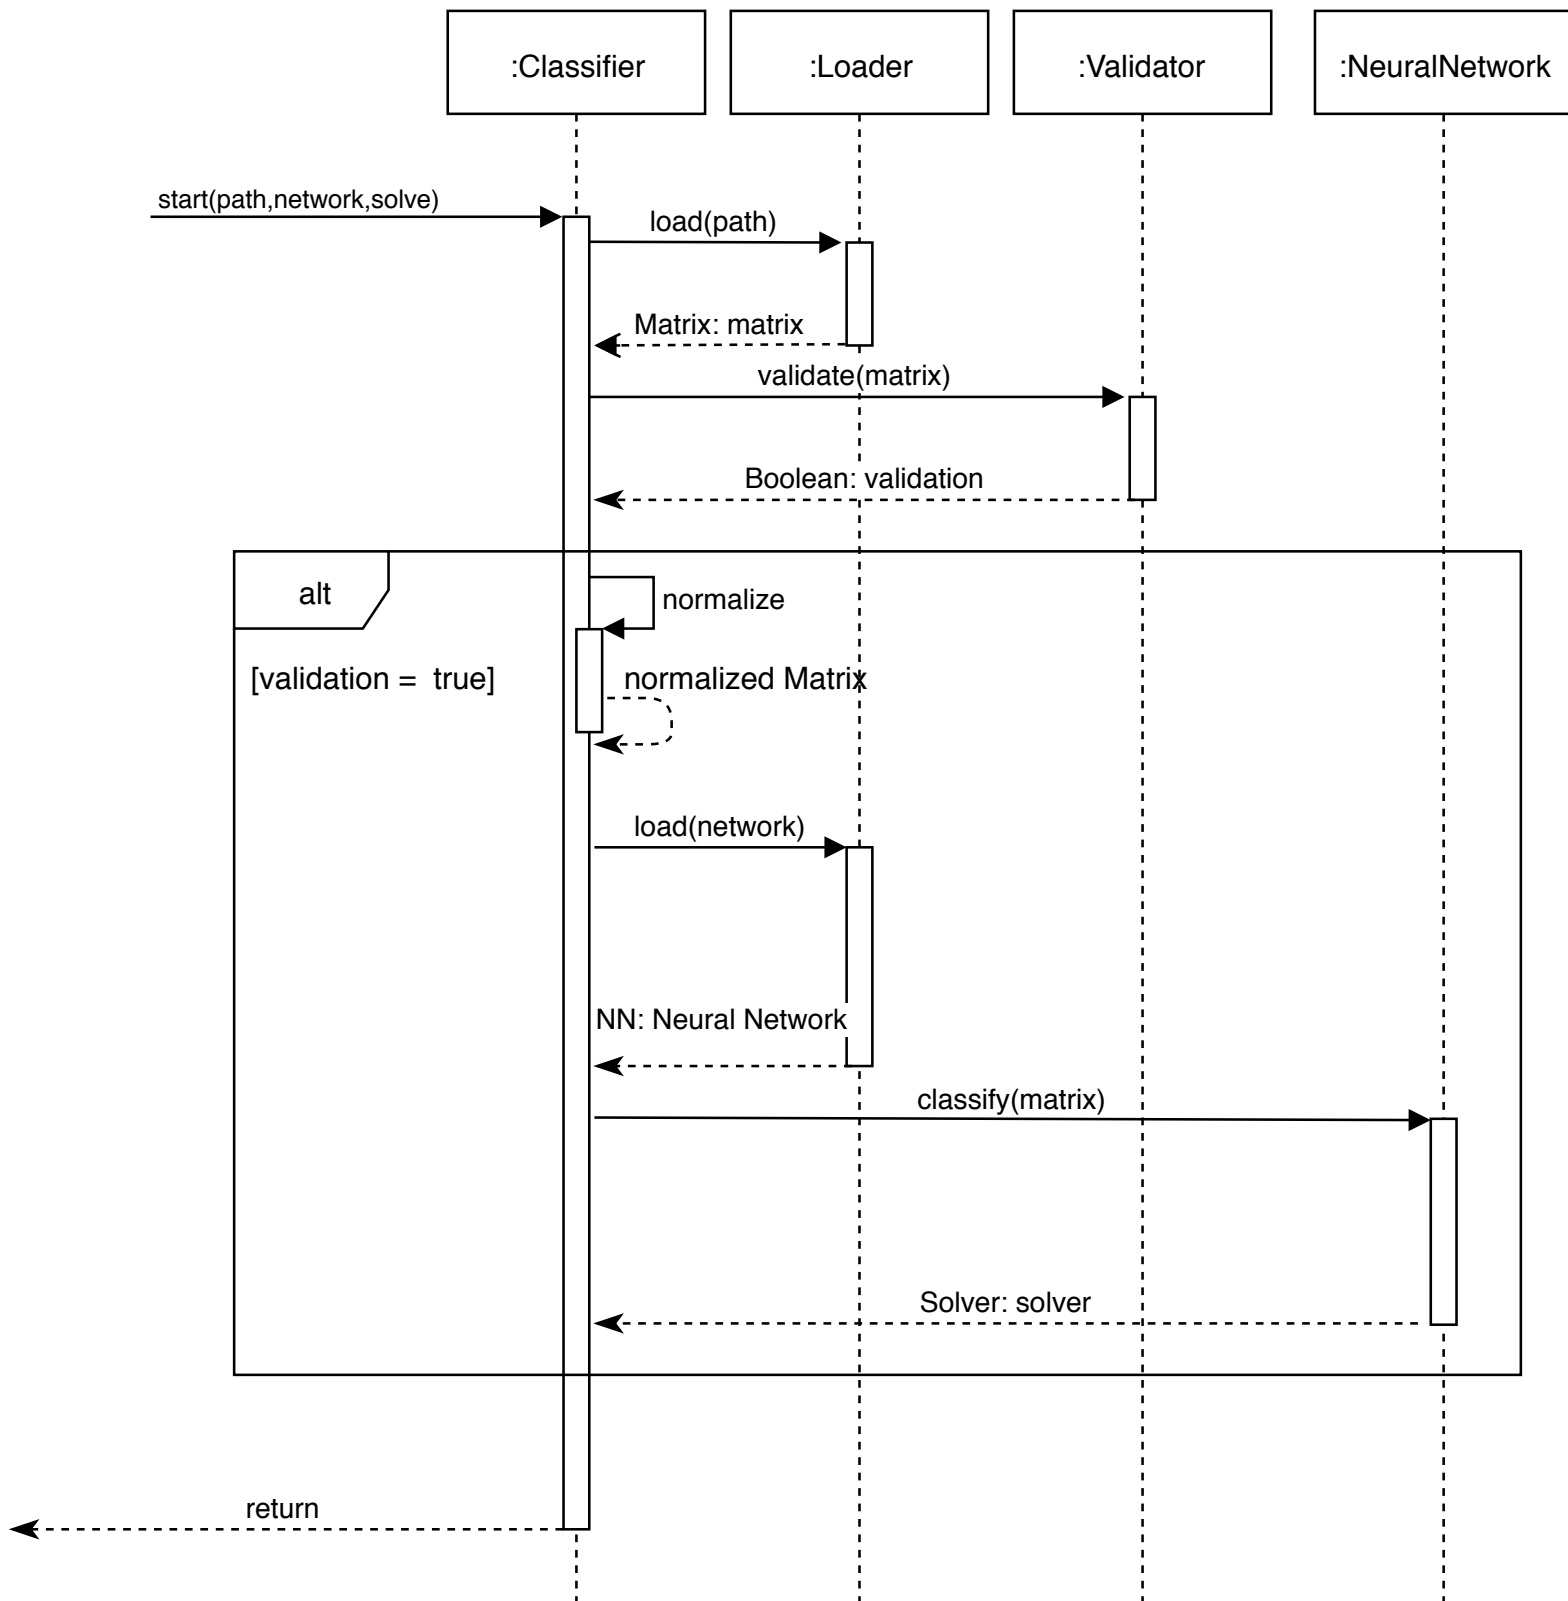 :Classifier
:Loader
:Validator
:NeuralNetwork
start(path,network,solve)
load(path)
Matrix: matrix
validate(matrix)
Boolean: validation
alt
normalize
[validation =  true]
normalized Matrix
load(network)
NN: Neural Network
classify(matrix)
Solver: solver
return